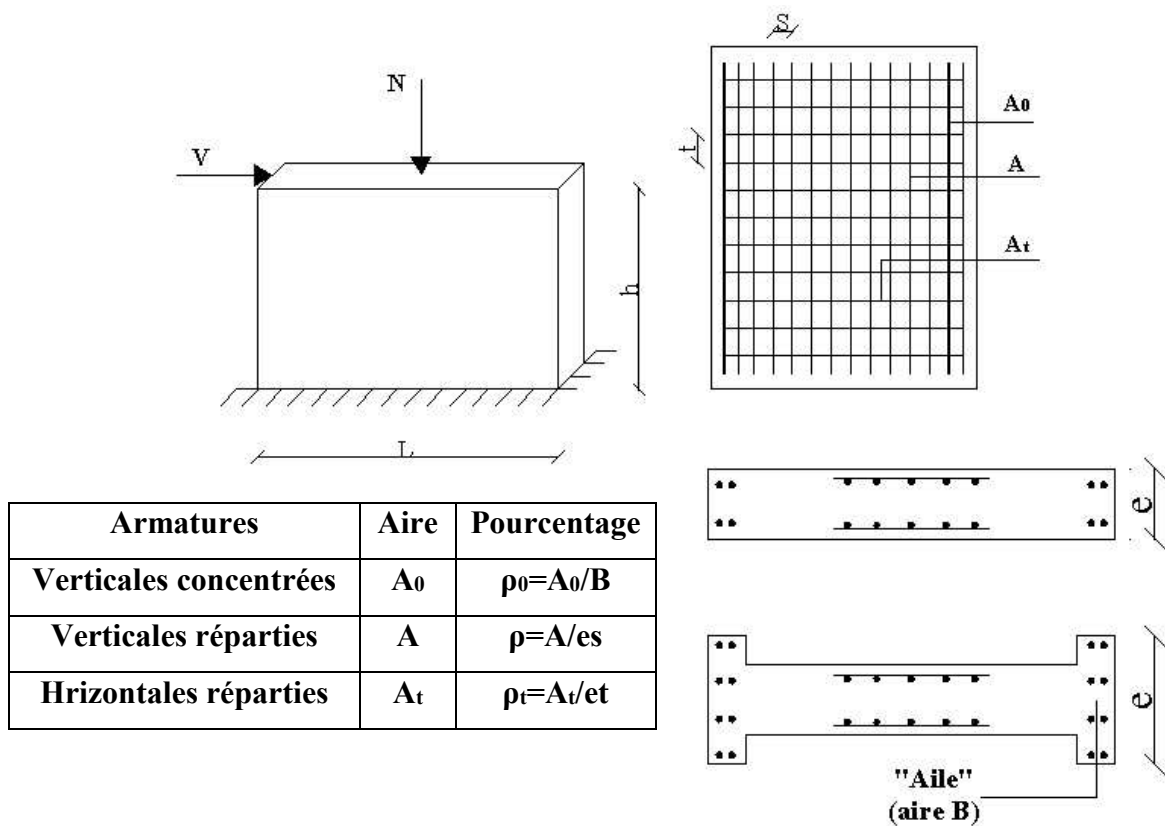 N
V
h
L
S
t
A0
A
At
Armatures Aire Pourcentage
Verticales concentrées A0 ρ0=A0/B
Verticales réparties A ρ=A/es
Hrizontales réparties At ρt=At/et
e
e
"Aile"
(aire B)